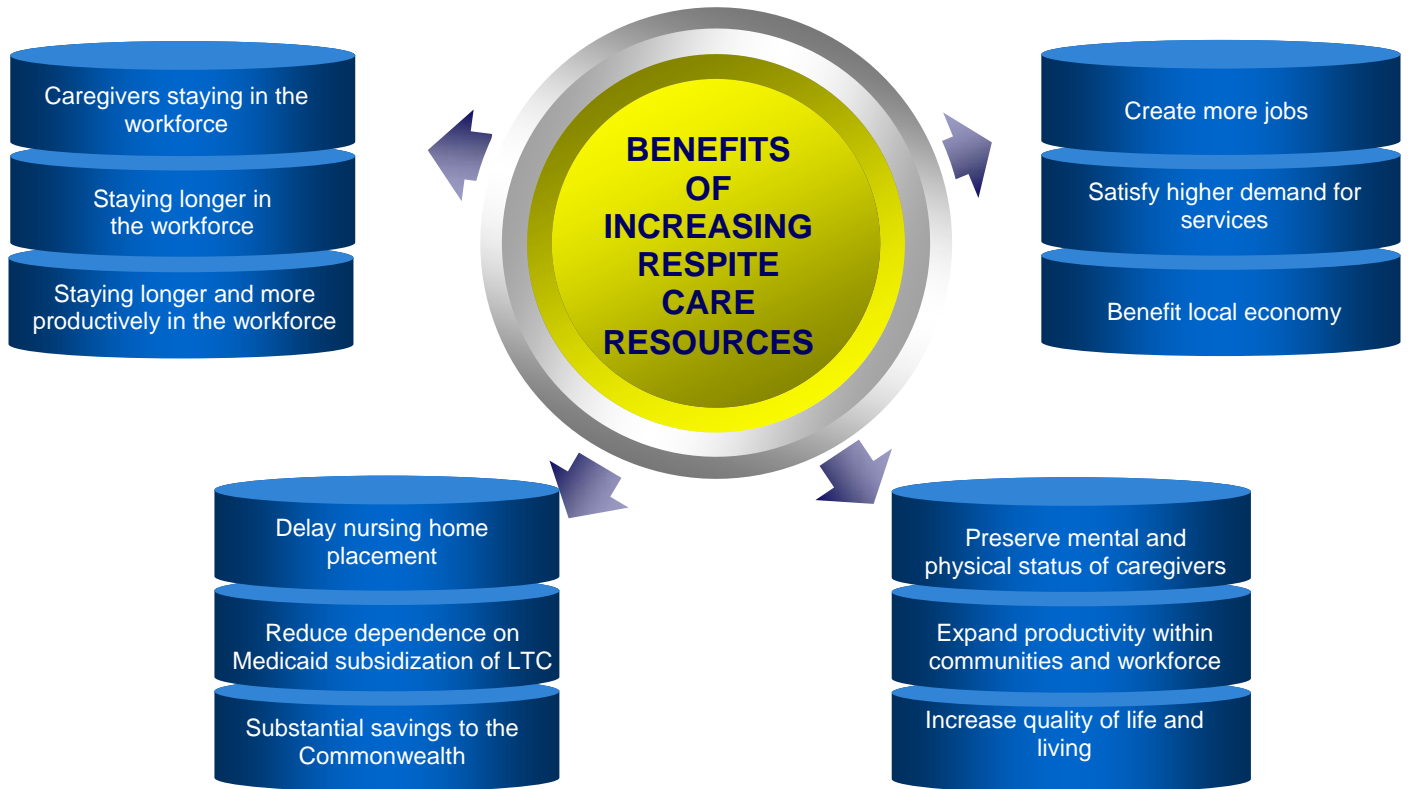 BENEFITS
OF
INCREASING
RESPITE
CARE
RESOURCES
Caregivers staying in the
workforce
Staying longer in
the workforce
Staying longer and more
productively in the workforce
Create more jobs
Satisfy higher demand for
services
Benefit local economy
Delay nursing home
placement
Reduce dependence on
Medicaid subsidization of LTC
Substantial savings to the
Commonwealth
Preserve mental and
physical status of caregivers
Expand productivity within
communities and workforce
Increase quality of life and
living